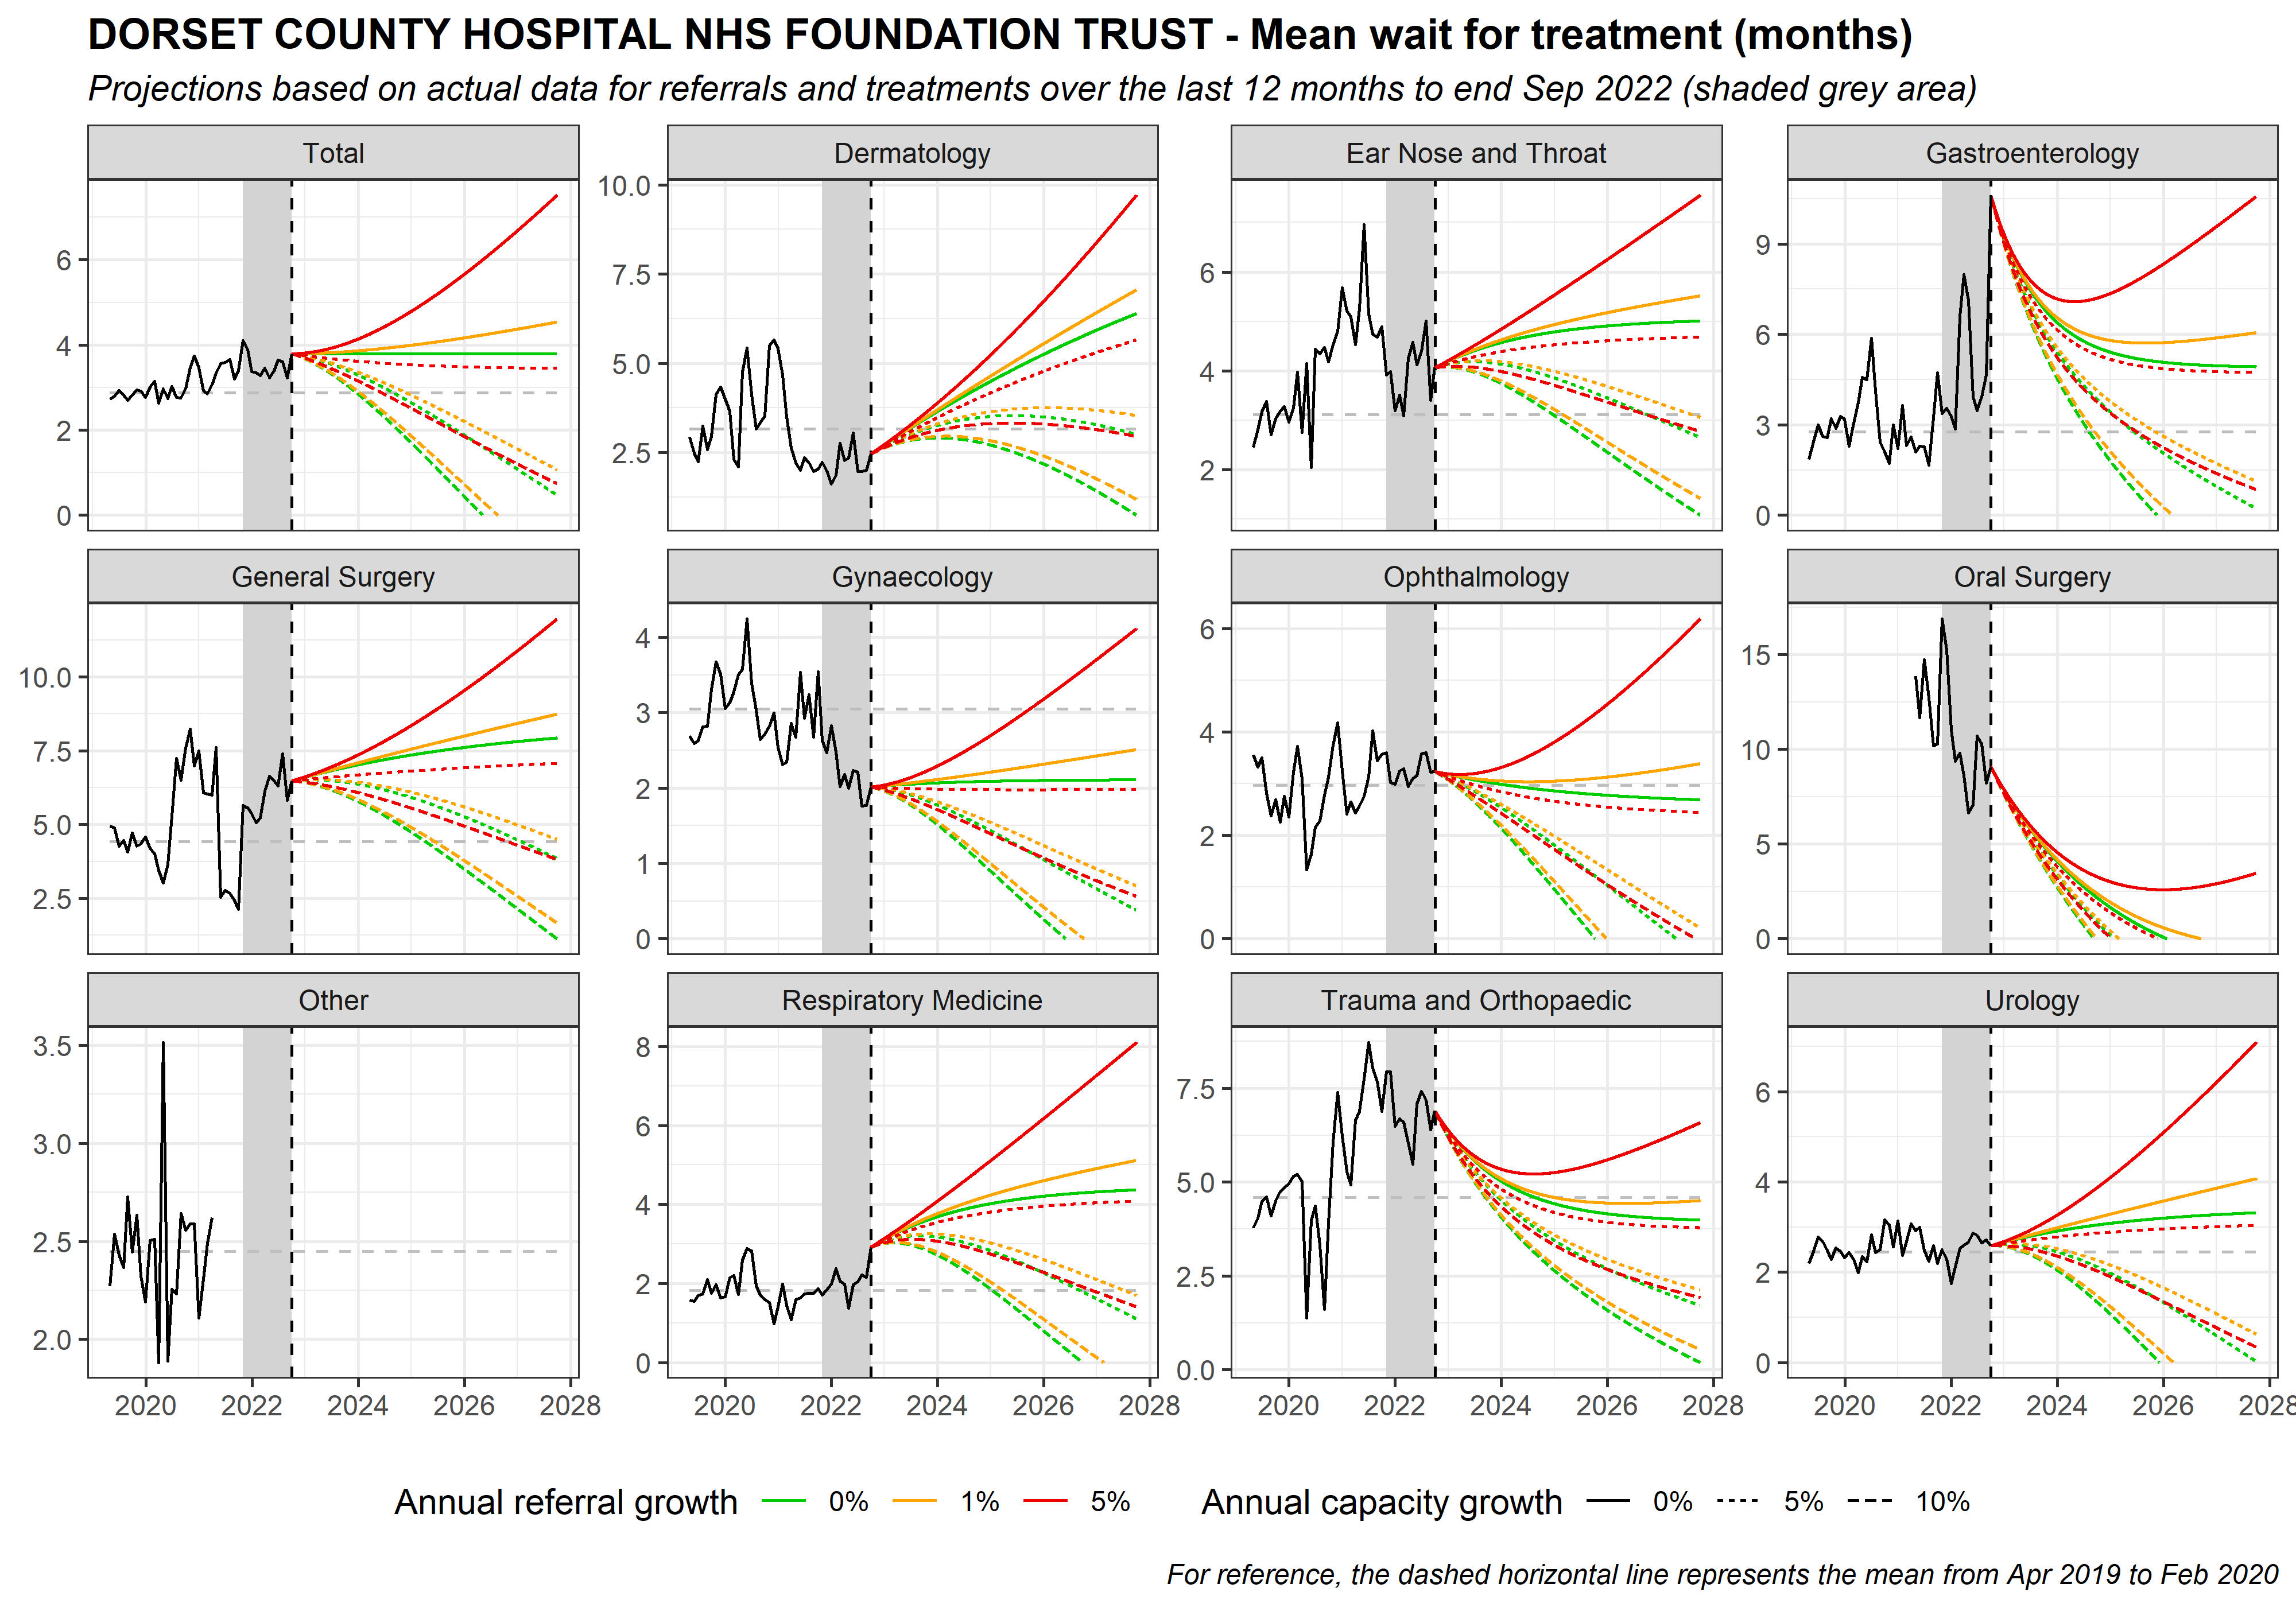 DORSET COUNTY HOSPITAL NHS FOUNDATION TRUST - Mean wait for treatment (months)
Projections based on actual data for referrals and treatments over the last 12 months to end Sep 2022 (shaded grey area)
Total
Dermatology
Ear Nose and Throat
Gastroenterology
6
4
2
0
10.0
7.5
5.0
2.5
6
4
2
9
6
3
0
General Surgery
Gynaecology
Ophthalmology
Oral Surgery
10.0
7.5
5.0
2.5
4
3
2
1
0
6
4
2
0
15
10
5
0
Other
Respiratory Medicine
Trauma and Orthopaedic
Urology
3.5
3.0
2.5
2.0
8
6
4
2
0
7.5
5.0
2.5
0.0
6
4
2
0
2020 2022 2024 2026 2028
2020 2022 2024 2026 2028
2020 2022 2024 2026 2028
2020 2022 2024 2026 2028
Annual referral growth 0% 1% 5%
Annual capacity growth 0% 5% 10%
For reference, the dashed horizontal line represents the mean from Apr 2019 to Feb 2020